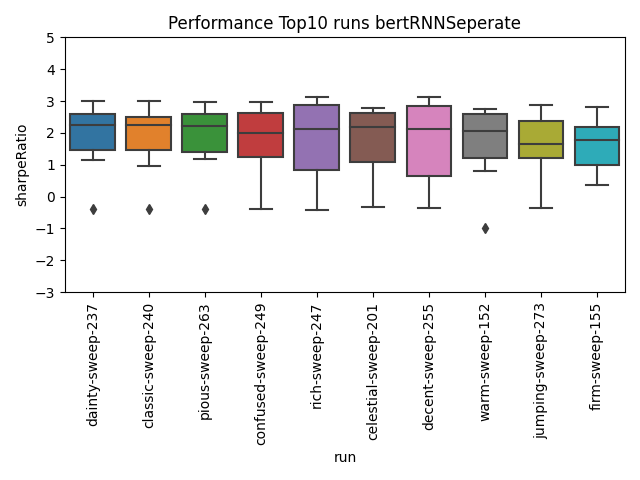 Performance Top10 runs bertRNNSeperate
sharpeRatio
5
4
3
2
1
0
−1
−2
−3
dainty-sweep-237
classic-sweep-240
pious-sweep-263
confused-sweep-249
rich-sweep-247
celestial-sweep-201
decent-sweep-255
warm-sweep-152
jumping-sweep-273
firm-sweep-155
run